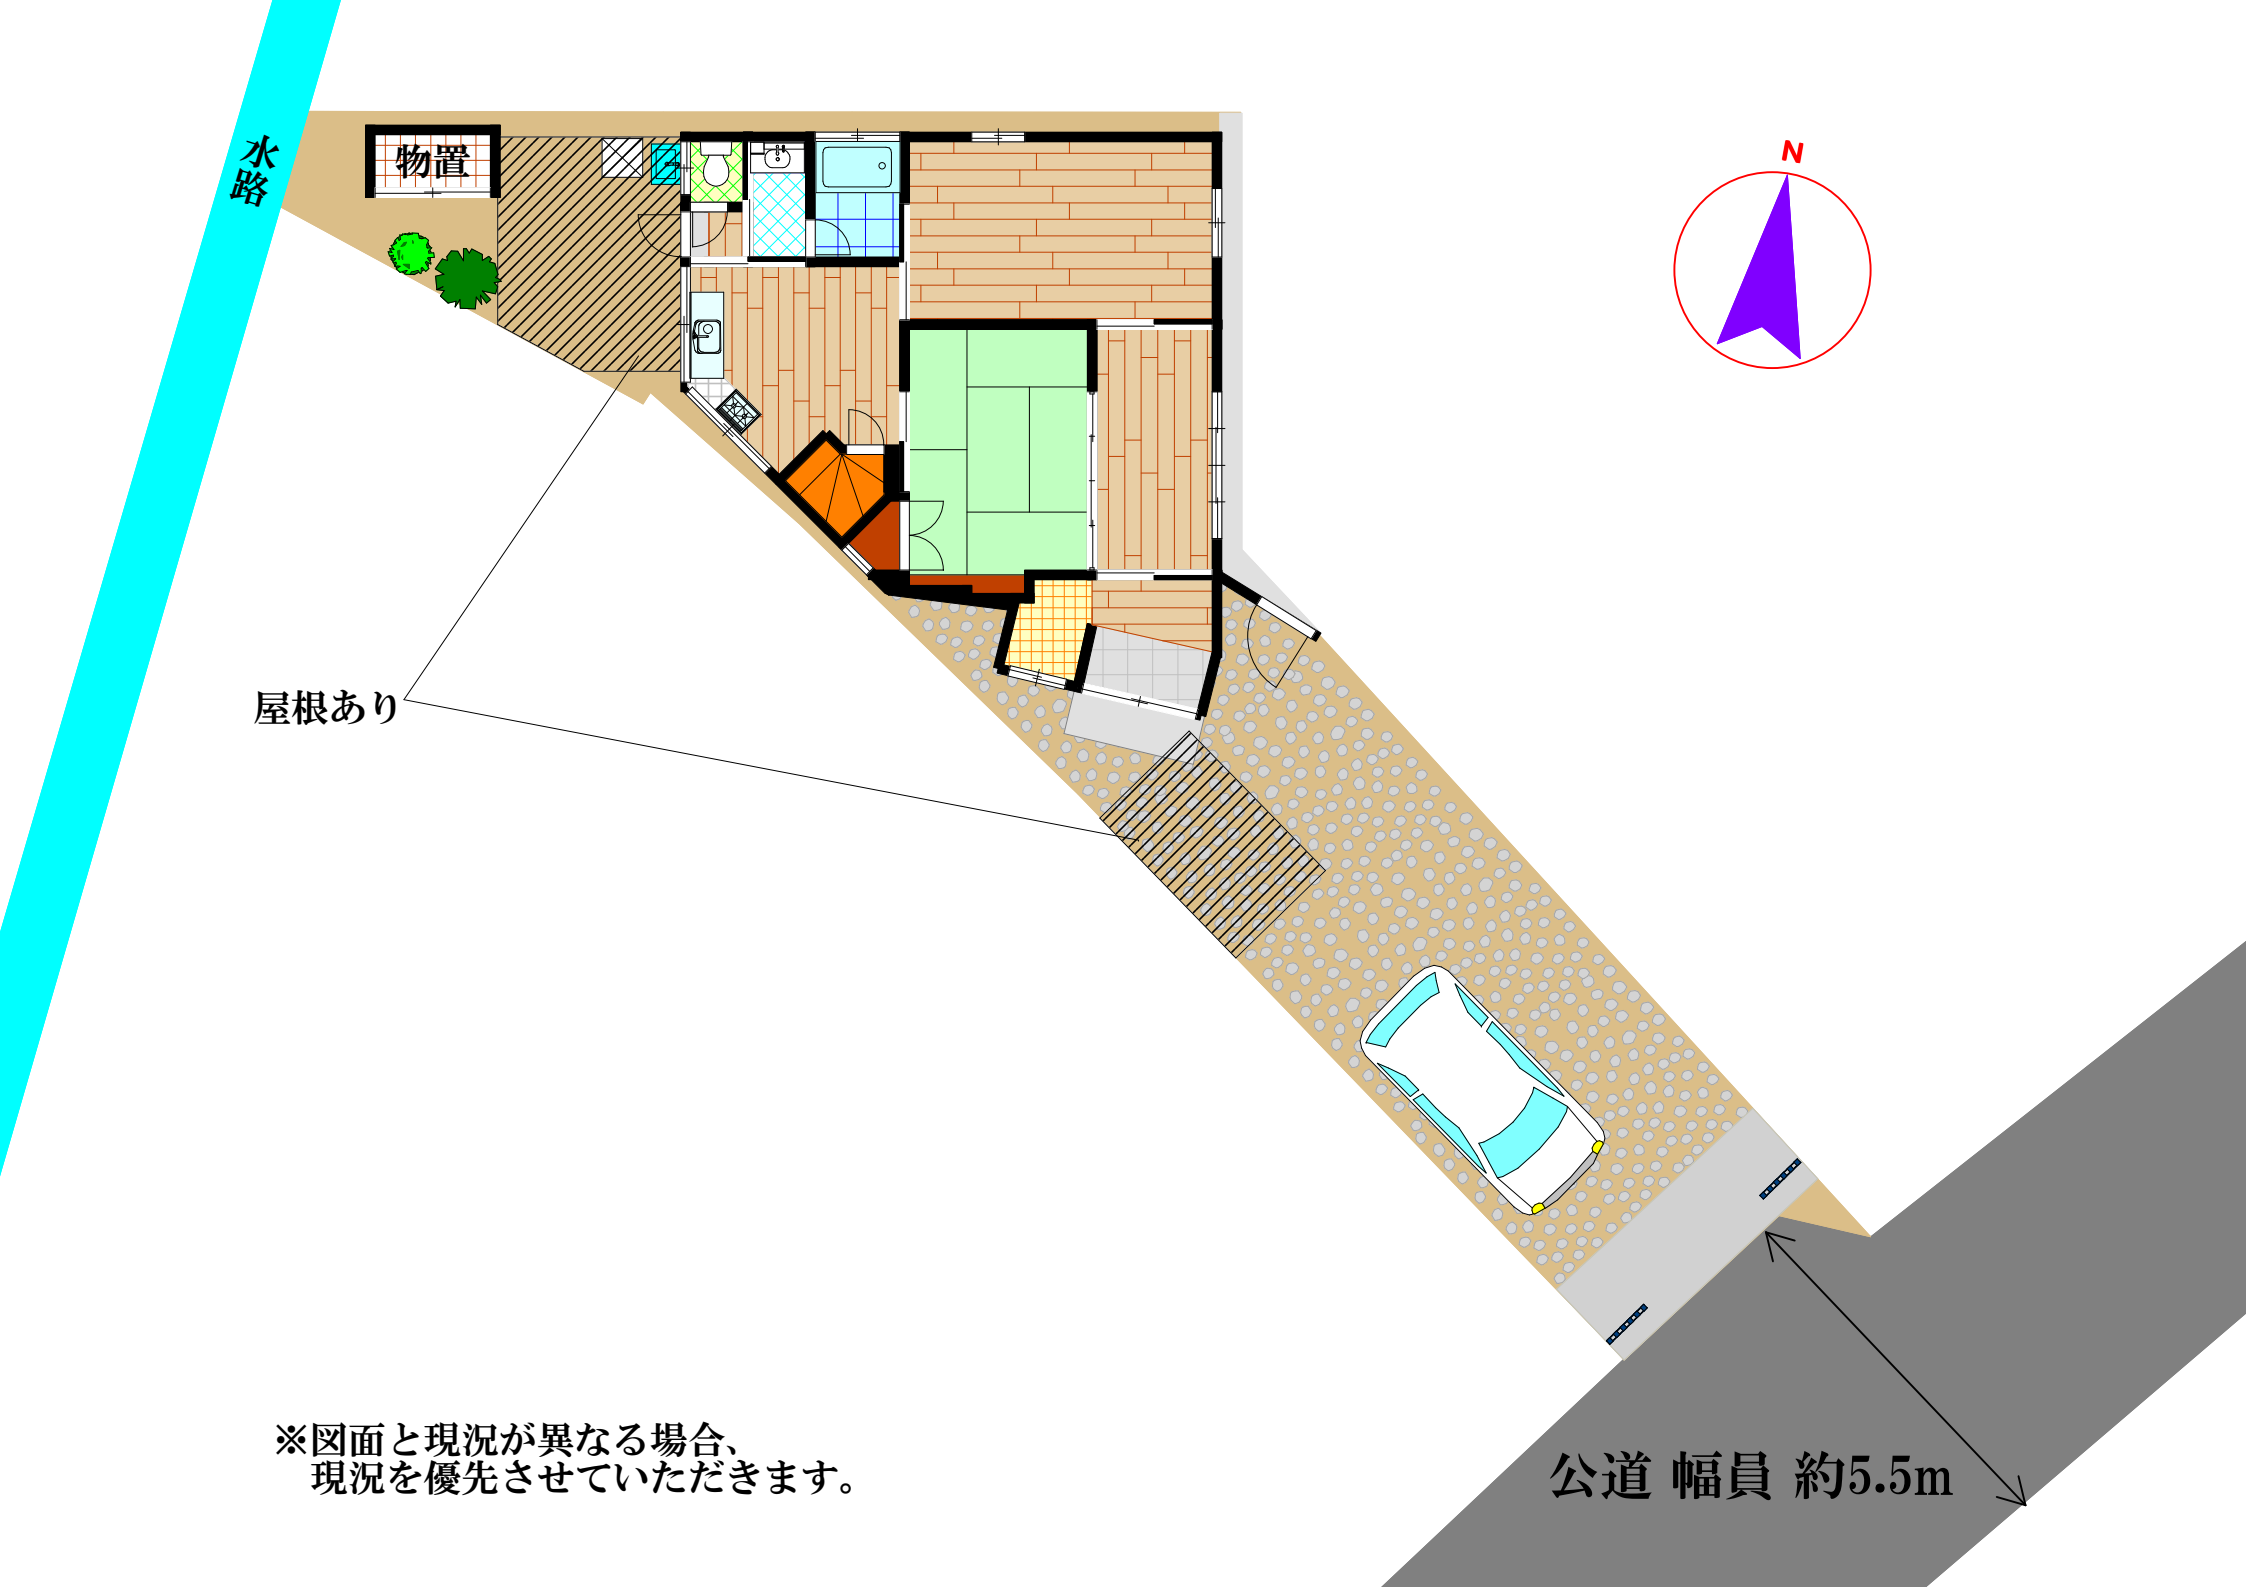 水路
物置
N
屋根あり
公道 幅員 約5.5m
※図面と現況が異なる場合、
現況を優先させていただきます。